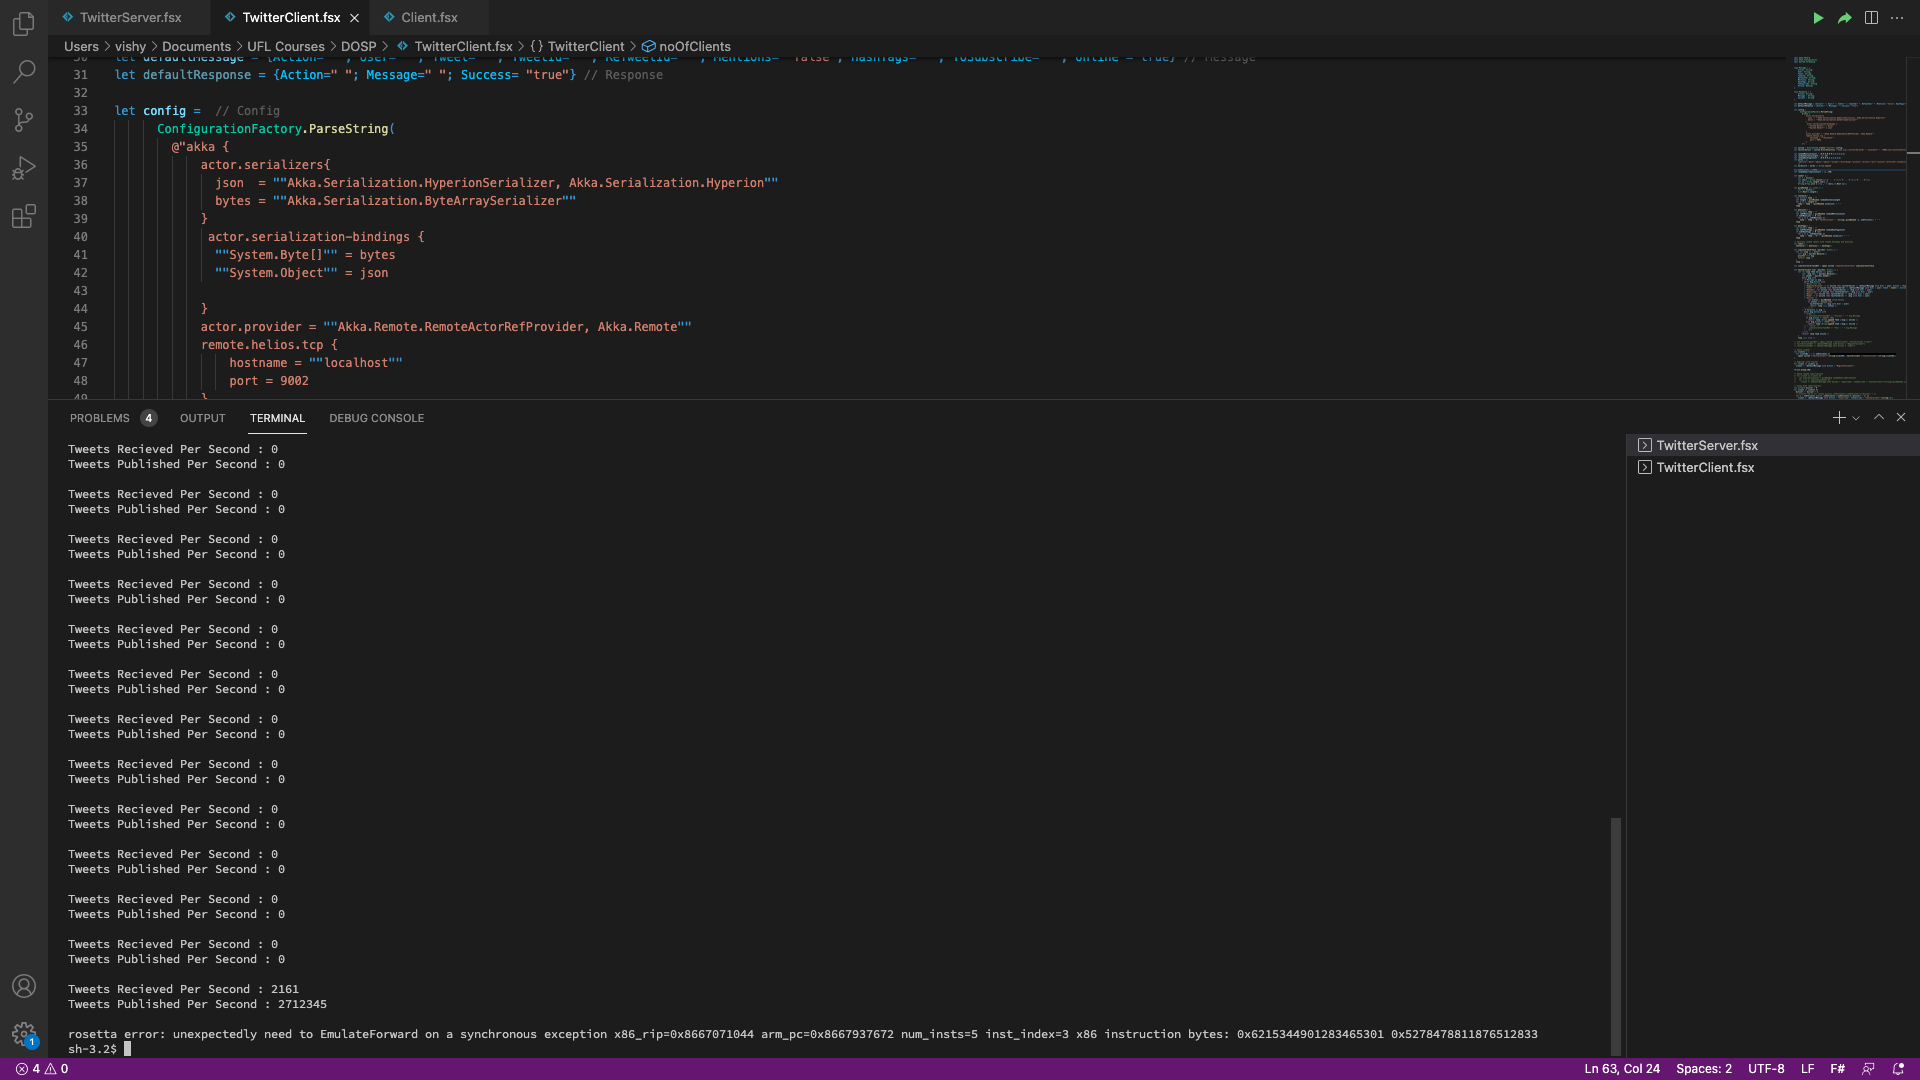 TwitterServer.fsx TwitterClient.fsx Client.fsx
Users > vishy > Documents > UFL Courses > DOSP > TwitterClient.fsx > {} TwitterClient > noOfClients
31 let defaultResponse = {Action=" "; Message=" "; Success= "true"} // Response
32
33 let config =  // Config
34 ConfigurationFactory.ParseString(
35 @"akka {
36 actor.serializers{
37 json  = ""Akka.Serialization.HyperionSerializer, Akka.Serialization.Hyperion""
38 bytes = ""Akka.Serialization.ByteArraySerializer""
39 }
40 actor.serialization-bindings {
41 ""System.Byte[]"" = bytes
42 ""System.Object"" = json
43
44 }
45 actor.provider = ""Akka.Remote.RemoteActorRefProvider, Akka.Remote""
46 remote.helios.tcp {
47 hostname = ""localhost""
48 port = 9002
49 }
PROBLEMS 4 OUTPUT TERMINAL DEBUG CONSOLE
TwitterServer.fsx
TwitterClient.fsx
Tweets Recieved Per Second : 0
Tweets Published Per Second : 0
Tweets Recieved Per Second : 0
Tweets Published Per Second : 0
Tweets Recieved Per Second : 0
Tweets Published Per Second : 0
Tweets Recieved Per Second : 0
Tweets Published Per Second : 0
Tweets Recieved Per Second : 0
Tweets Published Per Second : 0
Tweets Recieved Per Second : 0
Tweets Published Per Second : 0
Tweets Recieved Per Second : 0
Tweets Published Per Second : 0
Tweets Recieved Per Second : 0
Tweets Published Per Second : 0
Tweets Recieved Per Second : 0
Tweets Published Per Second : 0
Tweets Recieved Per Second : 0
Tweets Published Per Second : 0
Tweets Recieved Per Second : 0
Tweets Published Per Second : 0
Tweets Recieved Per Second : 0
Tweets Published Per Second : 0
Tweets Recieved Per Second : 2161
Tweets Published Per Second : 2712345
rosetta error: unexpectedly need to EmulateForward on a synchronous exception x86_rip=0x8667071044 arm_pc=0x8667937672 num_insts=5 inst_index=3 x86 instruction bytes: 0x6215344901283465301 0x5278478811876512833
sh-3.2$
1
4 0 Ln 63, Col 24 Spaces: 2 UTF-8 LF F#